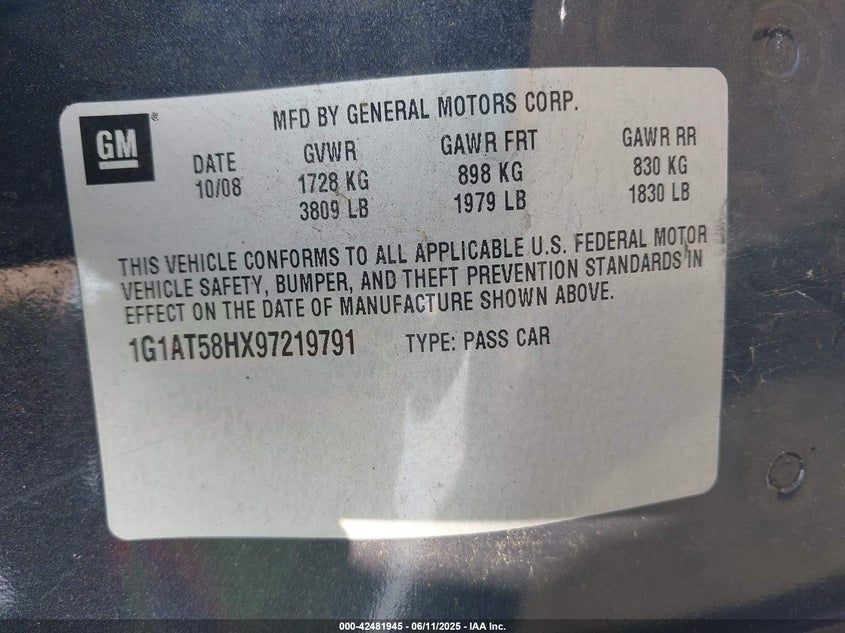 MFD BY GENERAL MOTORS CORP.
GM®
DATE GVWR GAWR FRT GAWR RR
10/08 1728 KG 898 KG 830 KG
3809 LB 1979 LB 1830 LB
THIS VEHICLE CONFORMS TO ALL APPLICABLE U.S. FEDERAL MOTOR
VEHICLE SAFETY, BUMPER, AND THEFT PREVENTION STANDARDS IN
EFFECT ON THE DATE OF MANUFACTURE SHOWN ABOVE.
1G1AT58HX97219791 TYPE: PASS CAR
000-42481945 - 06/11/2025 - IAA Inc.